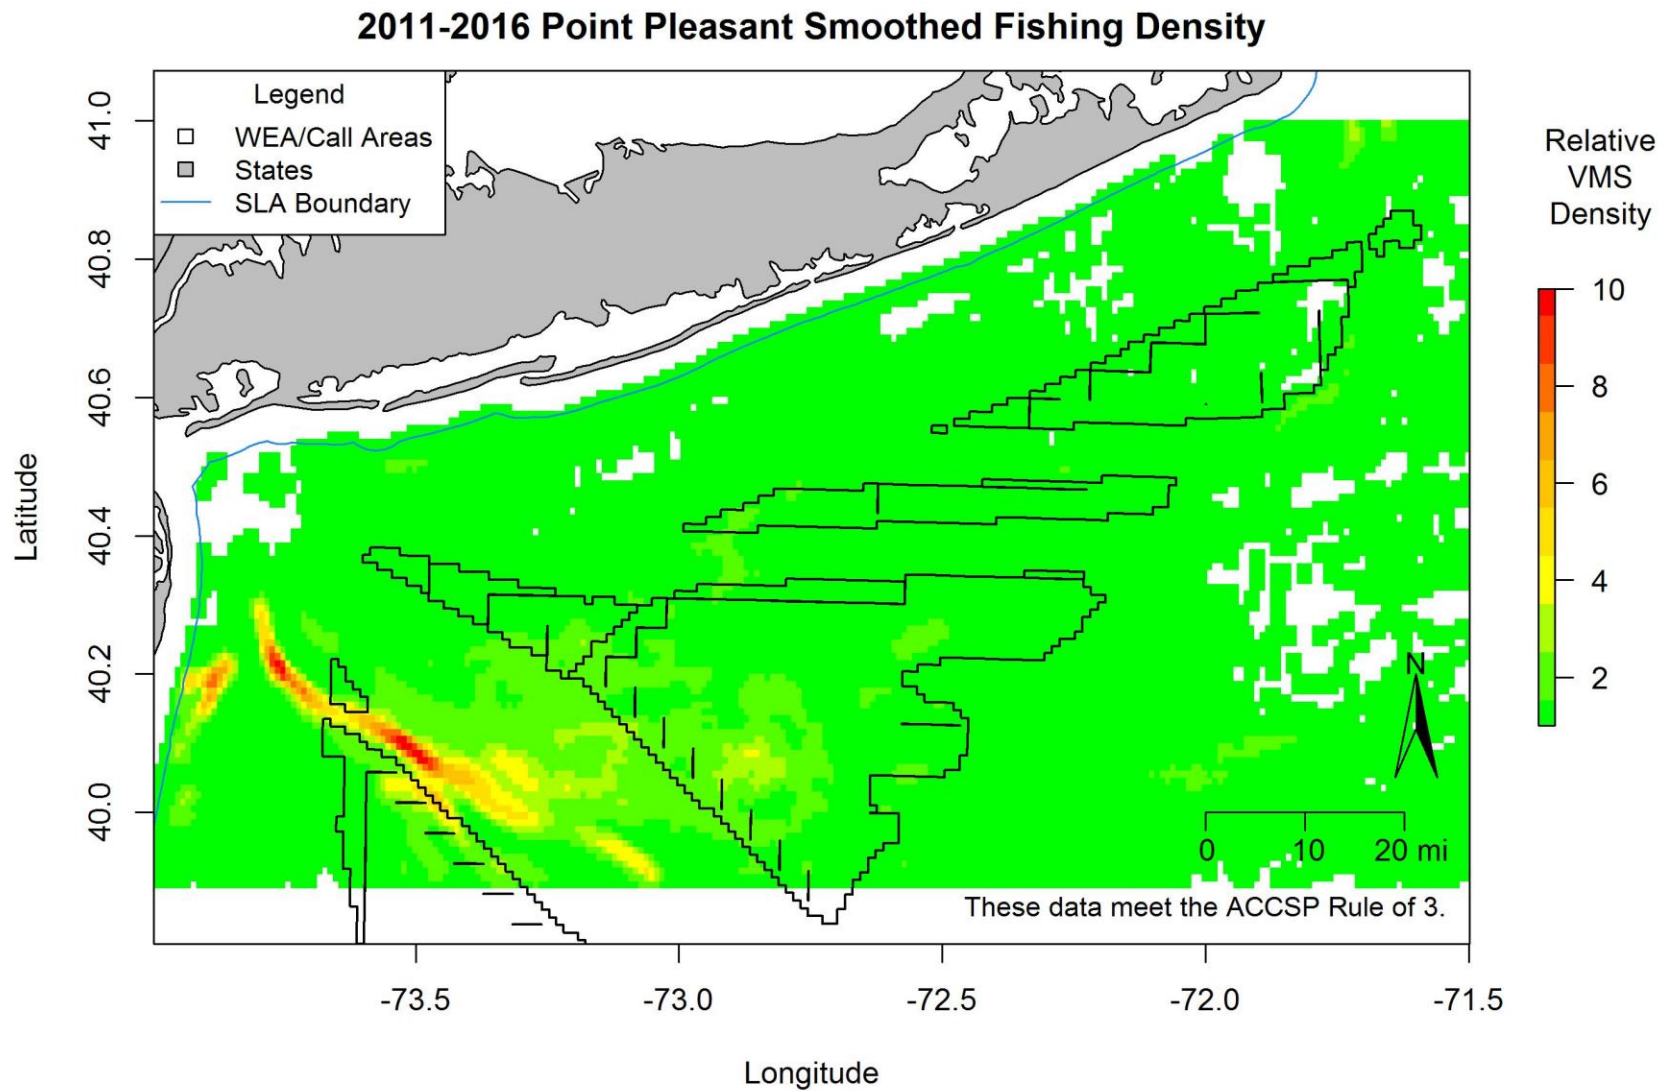 2011-2016 Point Pleasant Smoothed Fishing Density
Legend
WEA/Call Areas
States
SLA Boundary
Relative
VMS
Density
10
8
6
4
2
Latitude
41.0
40.8
40.6
40.4
40.2
40.0
N
0 10 20 mi
These data meet the ACCSP Rule of 3.
-73.5 -73.0 -72.5 -72.0 -71.5
Longitude